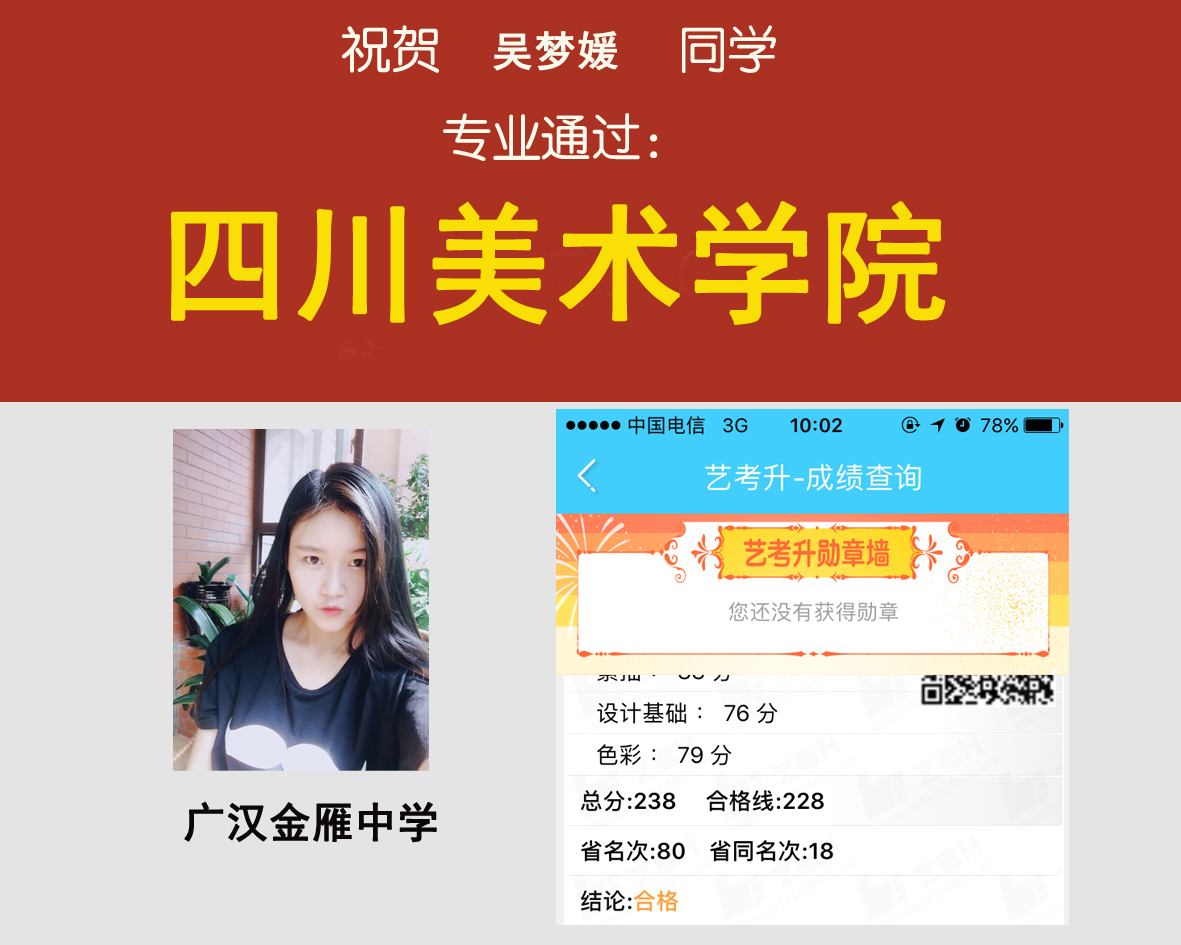 祝贺 吴梦媛 同学
专业通过：
四川美术学院
广汉金雁中学
中国电信 3G 10:02 78%
艺考升-成绩查询
艺考升勋章墙
您还没有获得勋章
设计基础： 76 分
色彩： 79 分
总分:238 合格线:228
省名次:80 省同名次:18
结论:合格